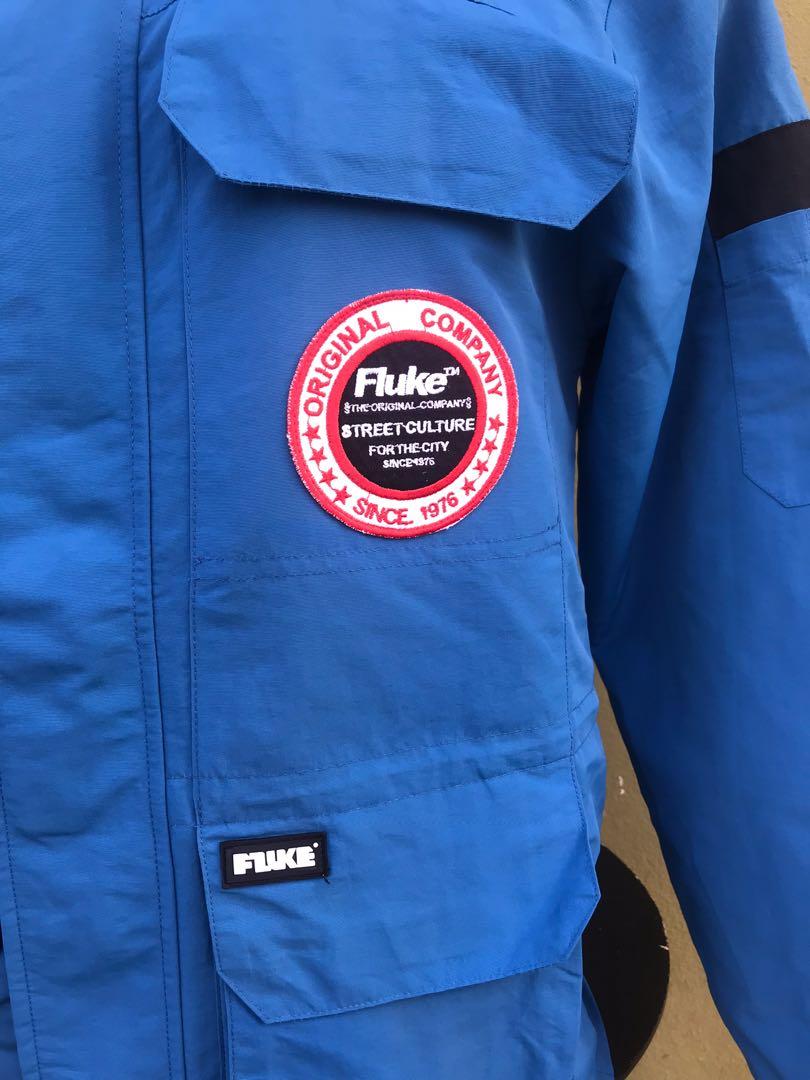 ORIGINAL COMPANY
Fluke™
THE ORIGINAL COMPANY
STREET CULTURE
FOR THE CITY
SINCE 1976
SINCE. 1976
FLUKE